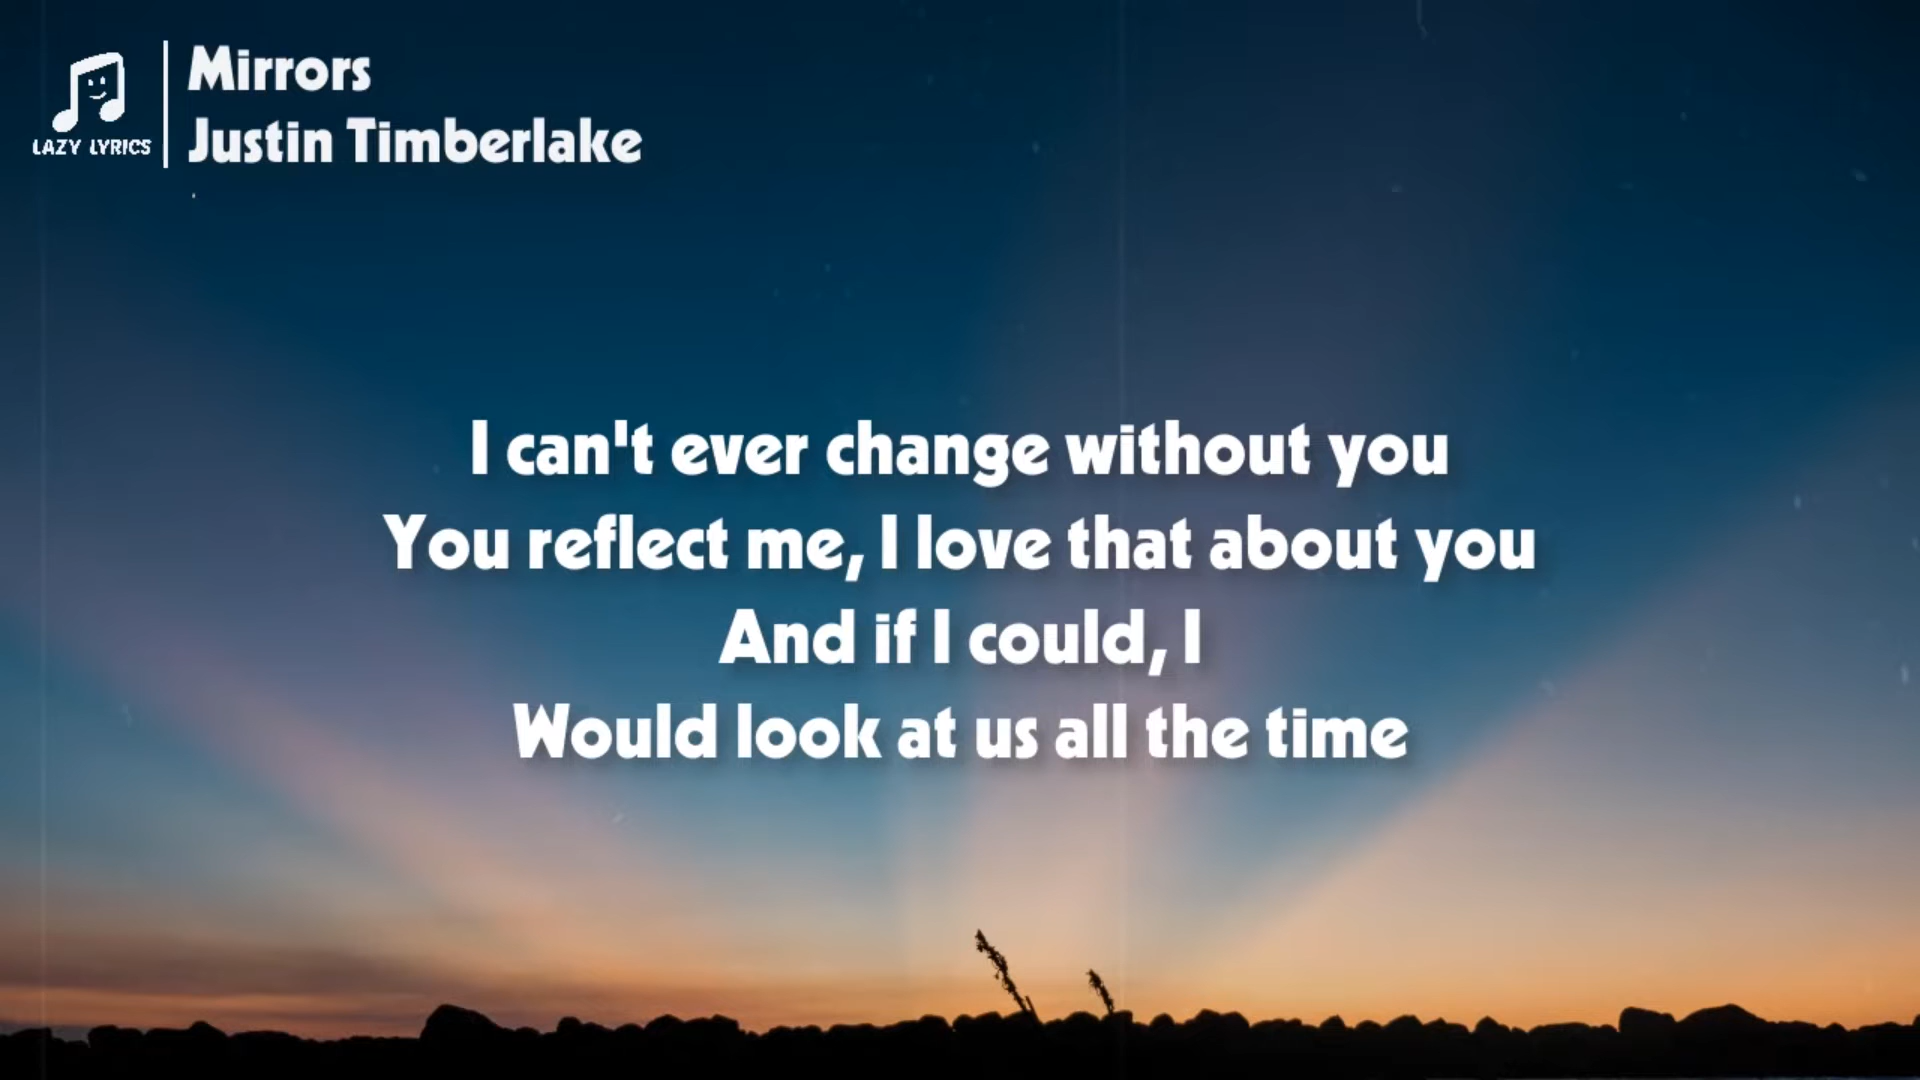 Mirrors
Justin Timberlake
LAZY LYRICS
I can't ever change without you
You reflect me, I love that about you
And if I could, I
Would look at us all the time